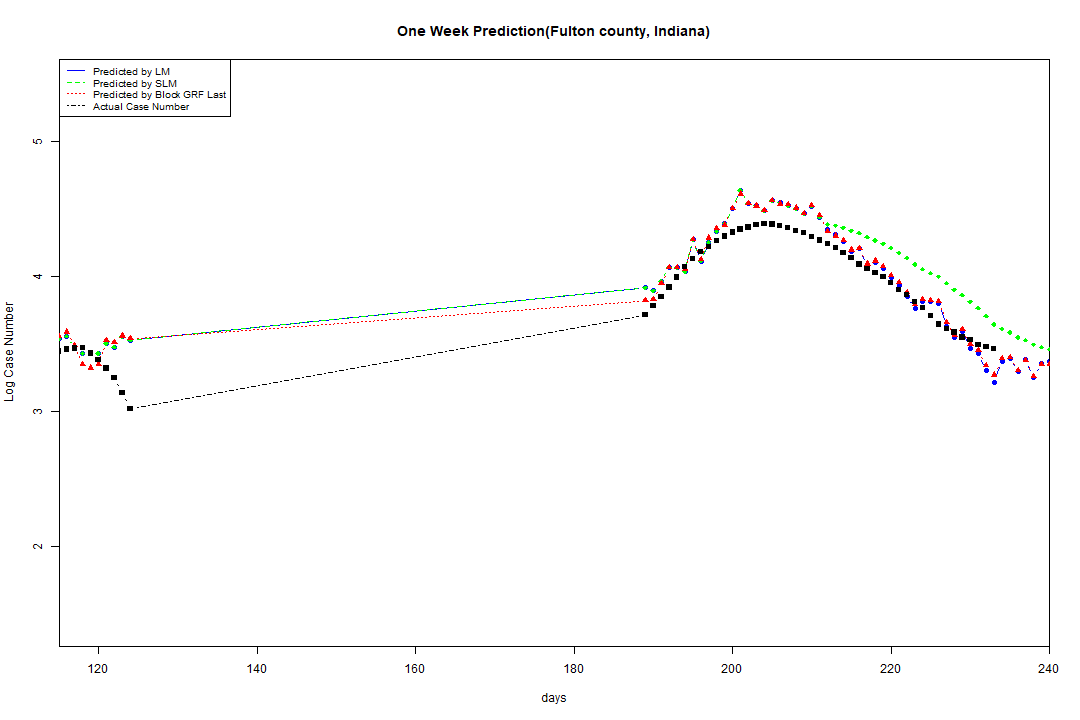 One Week Prediction(Fulton county, Indiana)
Predicted by LM
Predicted by SLM
Predicted by Block GRF Last
Actual Case Number
5
4
3
2
Log Case Number
120 140 160 180 200 220 240
days